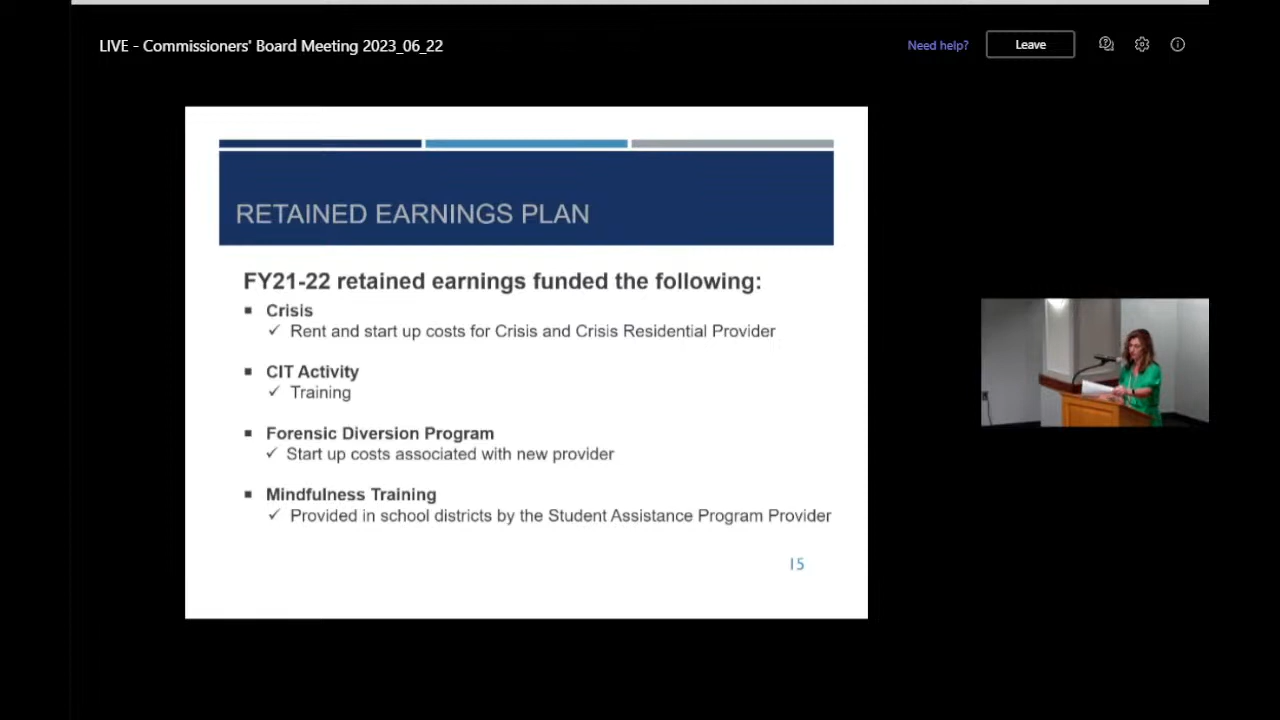 LIVE - Commissioners' Board Meeting 2023_06_22
Need help?
Leave
RETAINED EARNINGS PLAN
FY21-22 retained earnings funded the following:
Crisis
Rent and start up costs for Crisis and Crisis Residential Provider
CIT Activity
Training
Forensic Diversion Program
Start up costs associated with new provider
Mindfulness Training
Provided in school districts by the Student Assistance Program Provider
15